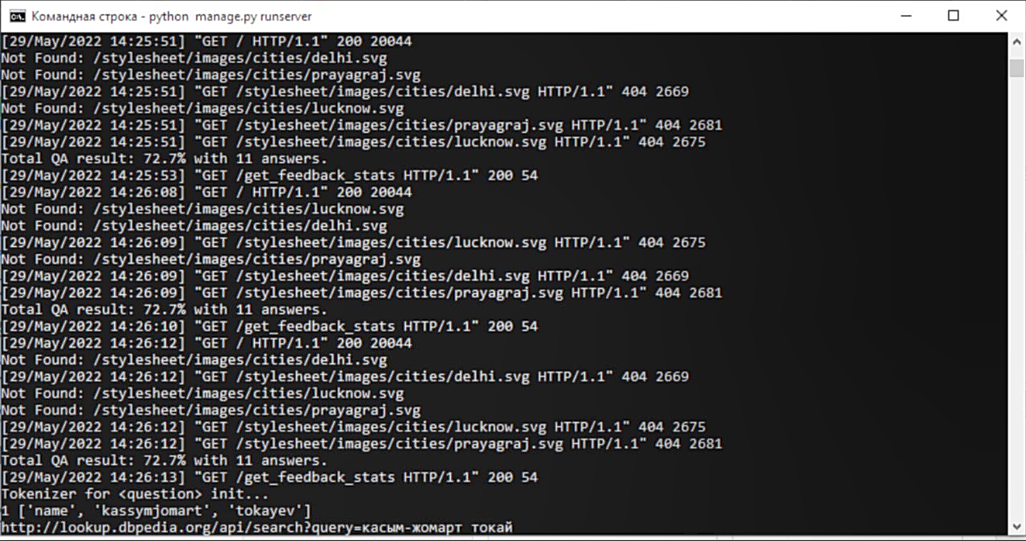 Командная строка - python  manage.py runserver
[29/May/2022 14:25:51] "GET / HTTP/1.1" 200 20044
Not Found: /stylesheet/images/cities/delhi.svg
Not Found: /stylesheet/images/cities/prayagraj.svg
[29/May/2022 14:25:51] "GET /stylesheet/images/cities/delhi.svg HTTP/1.1" 404 2669
Not Found: /stylesheet/images/cities/lucknow.svg
[29/May/2022 14:25:51] "GET /stylesheet/images/cities/prayagraj.svg HTTP/1.1" 404 2681
[29/May/2022 14:25:51] "GET /stylesheet/images/cities/lucknow.svg HTTP/1.1" 404 2675
Total QA result: 72.7% with 11 answers.
[29/May/2022 14:25:53] "GET /get_feedback_stats HTTP/1.1" 200 54
[29/May/2022 14:26:08] "GET / HTTP/1.1" 200 20044
Not Found: /stylesheet/images/cities/lucknow.svg
Not Found: /stylesheet/images/cities/delhi.svg
[29/May/2022 14:26:09] "GET /stylesheet/images/cities/lucknow.svg HTTP/1.1" 404 2675
Not Found: /stylesheet/images/cities/prayagraj.svg
[29/May/2022 14:26:09] "GET /stylesheet/images/cities/delhi.svg HTTP/1.1" 404 2669
[29/May/2022 14:26:09] "GET /stylesheet/images/cities/prayagraj.svg HTTP/1.1" 404 2681
Total QA result: 72.7% with 11 answers.
[29/May/2022 14:26:10] "GET /get_feedback_stats HTTP/1.1" 200 54
[29/May/2022 14:26:12] "GET / HTTP/1.1" 200 20044
Not Found: /stylesheet/images/cities/delhi.svg
[29/May/2022 14:26:12] "GET /stylesheet/images/cities/delhi.svg HTTP/1.1" 404 2669
Not Found: /stylesheet/images/cities/lucknow.svg
Not Found: /stylesheet/images/cities/prayagraj.svg
[29/May/2022 14:26:12] "GET /stylesheet/images/cities/lucknow.svg HTTP/1.1" 404 2675
[29/May/2022 14:26:12] "GET /stylesheet/images/cities/prayagraj.svg HTTP/1.1" 404 2681
Total QA result: 72.7% with 11 answers.
[29/May/2022 14:26:13] "GET /get_feedback_stats HTTP/1.1" 200 54
Tokenizer for <question> init...
1 ['name', 'kassymjomart', 'tokayev']
http://lookup.dbpedia.org/api/search?query=касым-жомарт токай